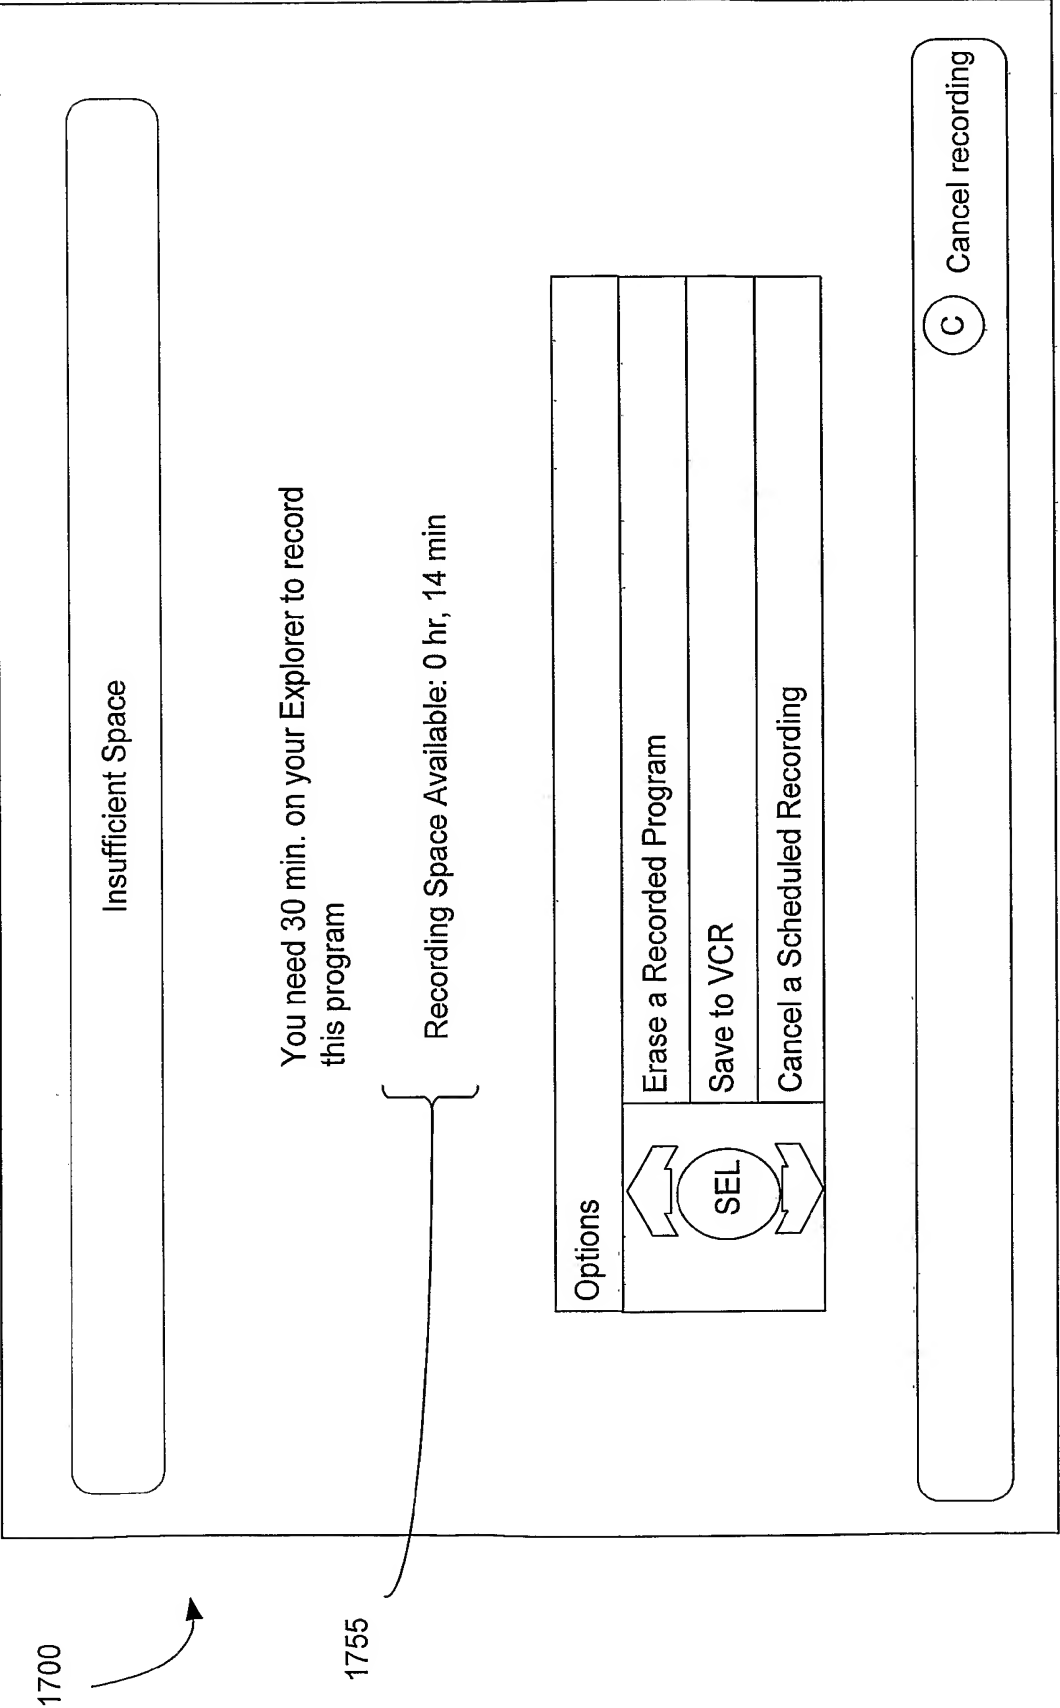 Insufficient Space
You need 30 min. on your Explorer to record
this program
Recording Space Available: 0 hr, 14 min
Options
Erase a Recorded Program
Save to VCR
Cancel a Scheduled Recording
SEL
C Cancel recording
1700
1755